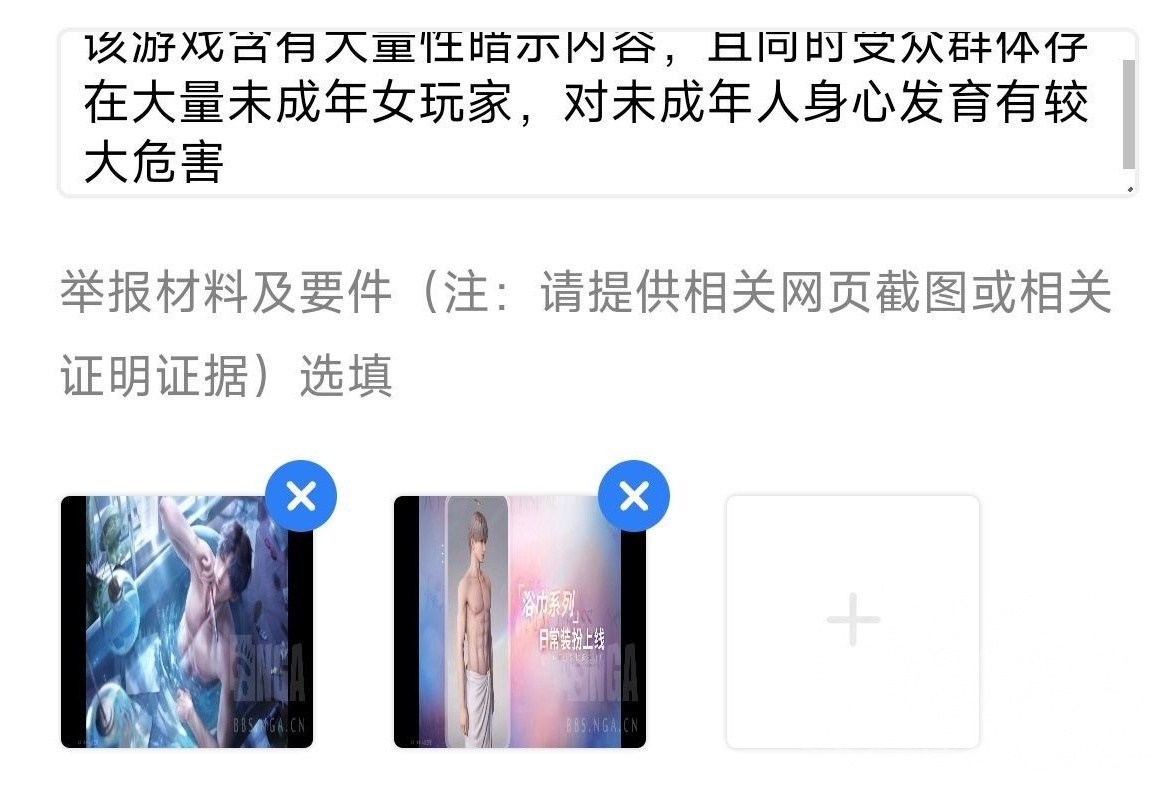 该游戏含有大量性暗示内容，且同时受众群体存
在大量未成年女玩家，对未成年人身心发育有较
大危害
举报材料及要件（注：请提供相关网页截图或相关
证明证据）选填
「浴巾系列」
日常装扮上线
NGA
BBS.NGA.CN
NGA
BBS.NGA.CN